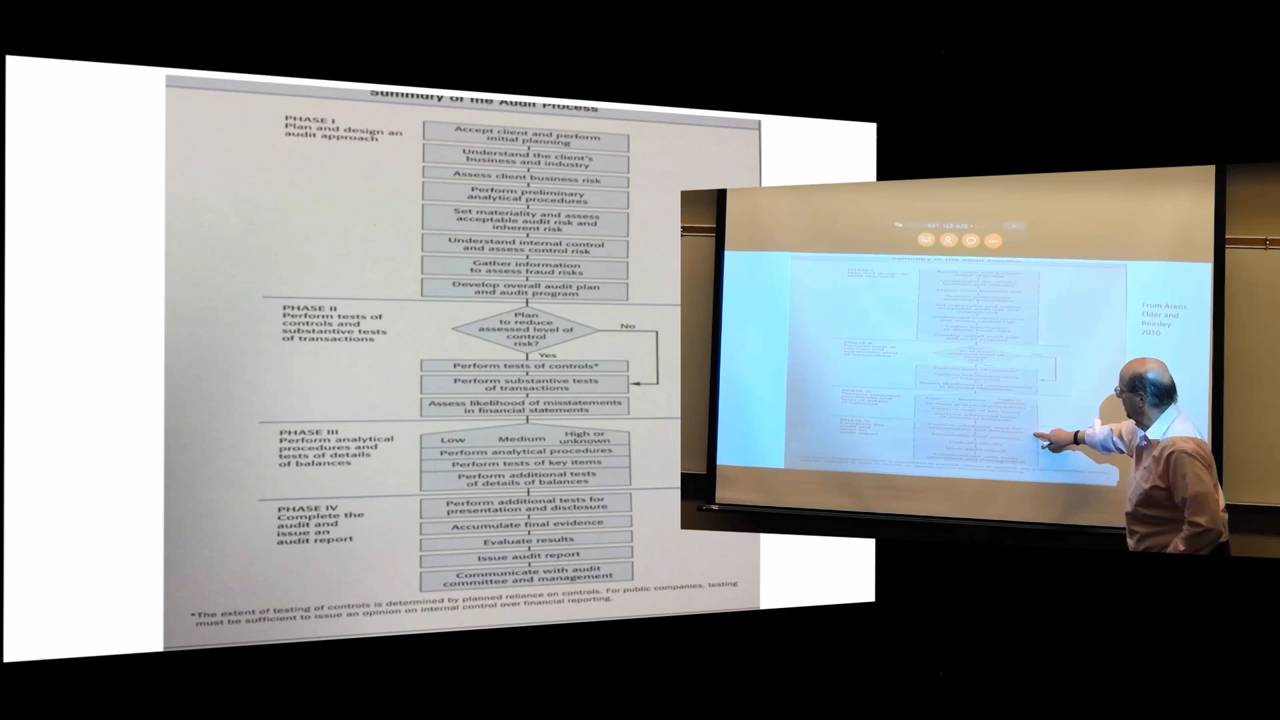 Summary of the Audit Process
PHASE I
Plan and design an
audit approach
Accept client and perform
initial planning
Understand the client's
business and industry
Assess client business risk
Perform preliminary
analytical procedures
Set materiality and assess
acceptable audit risk and
inherent risk
Understand internal control
and assess control risk
Gather information
to assess fraud risks
Develop overall audit plan
and audit program
PHASE II
Perform tests of
controls and
substantive tests
of transactions
Plan
to reduce
assessed level of
control
risk?
No
Yes
Perform tests of controls*
Perform substantive tests
of transactions
Assess likelihood of misstatements
in financial statements
PHASE III
Perform analytical
procedures and
tests of details
of balances
Low Medium High or
unknown
Perform analytical procedures
Perform tests of key items
Perform additional tests
of details of balances
PHASE IV
Complete the
audit and
issue an
audit report
Perform additional tests for
presentation and disclosure
Accumulate final evidence
Evaluate results
Issue audit report
Communicate with audit
committee and management
*The extent of testing of controls is determined by planned reliance on controls. For public companies, testing
must be sufficient to issue an opinion on internal control over financial reporting.
From Arens
Elder and
Beasley
2010